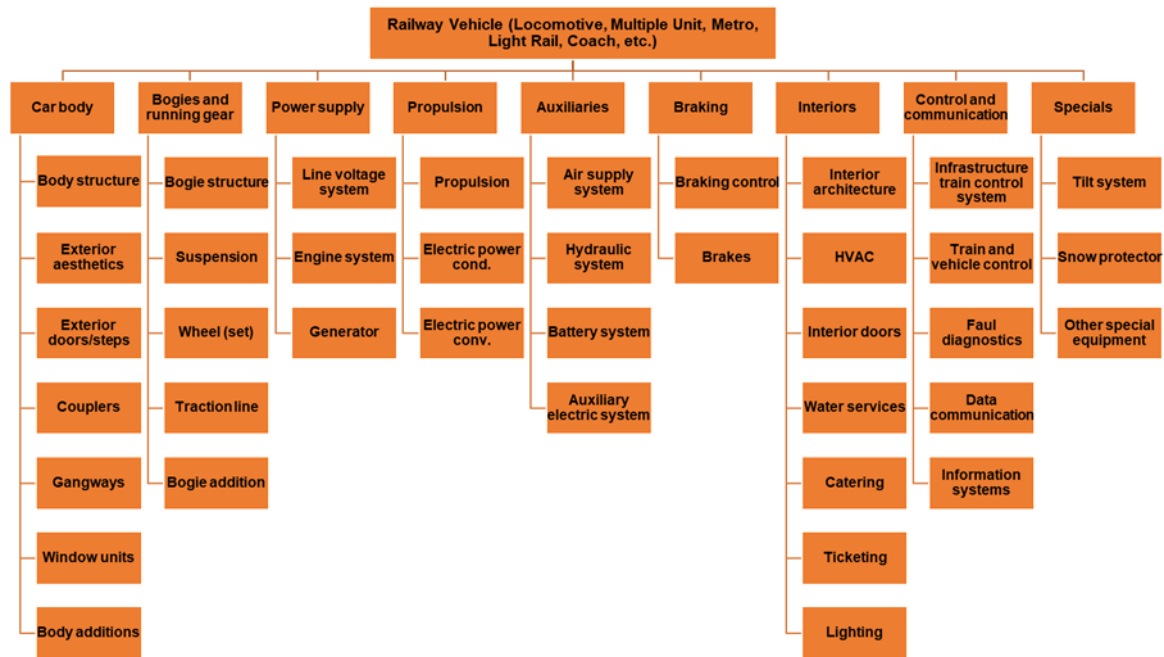 Railway Vehicle (Locomotive, Multiple Unit, Metro,
Light Rail, Coach, etc.)
Car body
Bogies and
running gear
Power supply
Propulsion
Auxiliaries
Braking
Interiors
Control and
communication
Specials
Body structure
Exterior
aesthetics
Exterior
doors/steps
Couplers
Gangways
Window units
Body additions
Bogie structure
Suspension
Wheel (set)
Traction line
Bogie addition
Line voltage
system
Engine system
Generator
Propulsion
Electric power
cond.
Electric power
conv.
Air supply
system
Hydraulic
system
Battery system
Auxiliary
electric system
Braking control
Brakes
Interior
architecture
HVAC
Interior doors
Water services
Catering
Ticketing
Lighting
Infrastructure
train control
system
Train and
vehicle control
Faul
diagnostics
Data
communication
Information
systems
Tilt system
Snow protector
Other special
equipment